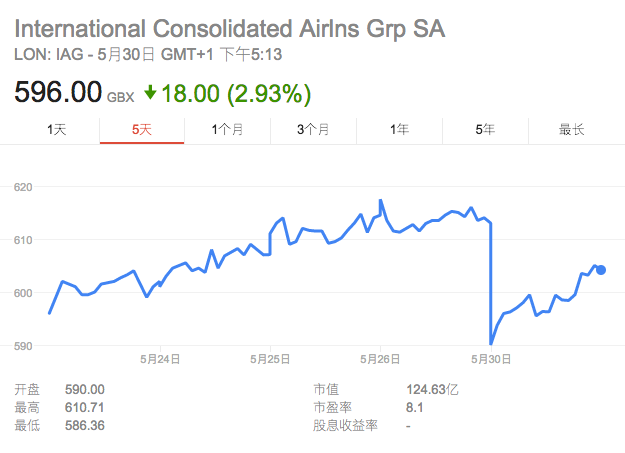 International Consolidated Airlns Grp SA
LON: IAG - 5月30日 GMT+1 下午5:13
596.00 GBX 18.00 (2.93%)
1天 5天 1个月 3个月 1年 5年 最长
620
610
600
590
5月24日 5月25日 5月26日 5月30日
开盘 590.00 市值 124.63亿
最高 610.71 市盈率 8.1
最低 586.36 股息收益率 -